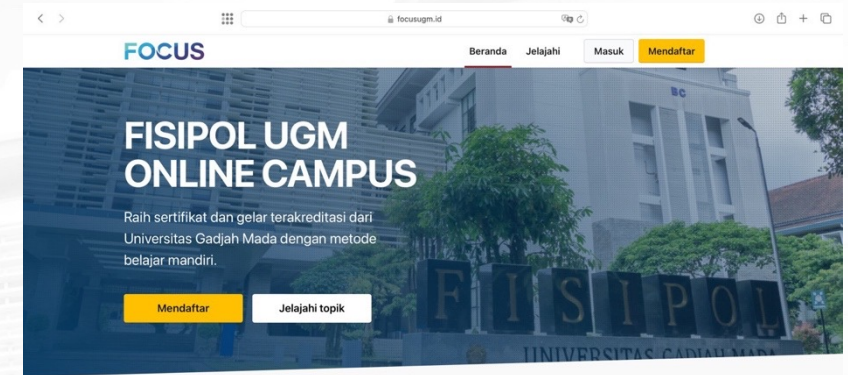 focusugm.id
FOCUS
Beranda Jelajahi Masuk Mendaftar
BC
FISIPOL UGM
ONLINE CAMPUS
Raih sertifikat dan gelar terakreditasi dari
Universitas Gadjah Mada dengan metode
belajar mandiri.
Mendaftar Jelajahi topik
FISIPOL
UNIVERSITAS GADJAH MADA